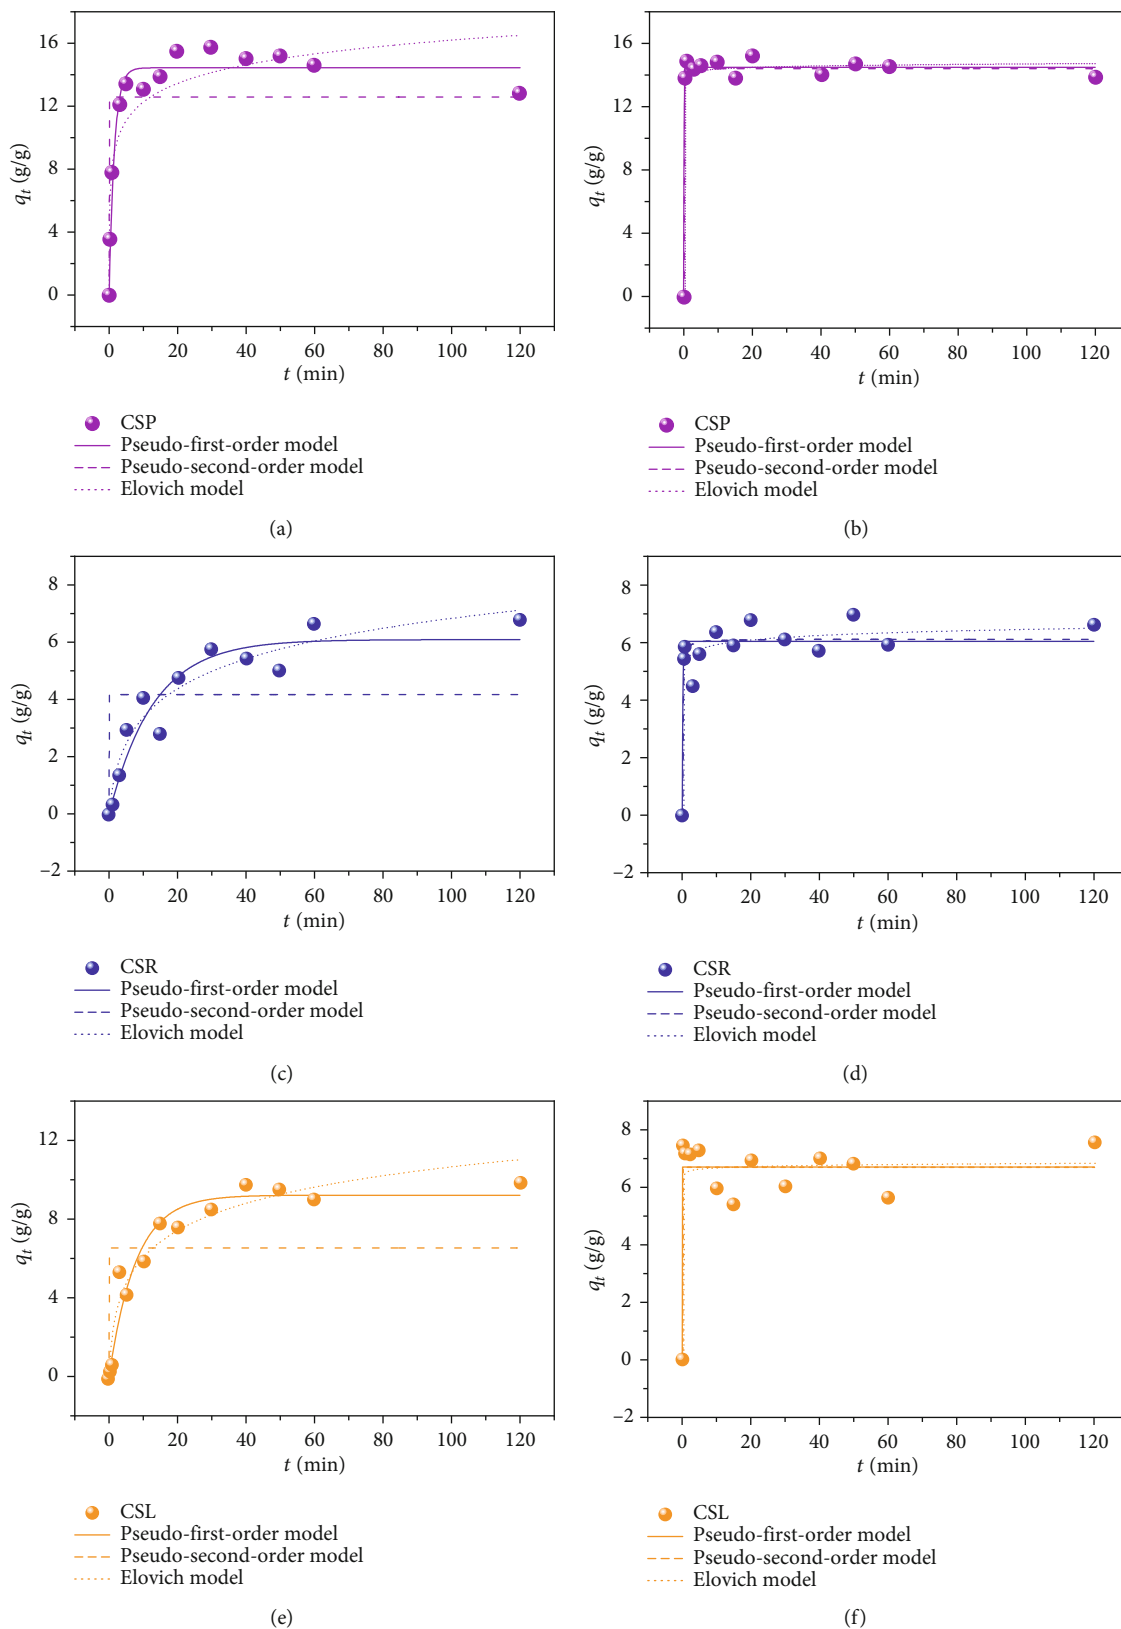 16
12
8
4
0
q_t (g/g)
0 20 40 60 80 100 120
t (min)
CSP
Pseudo-first-order model
Pseudo-second-order model
Elovich model
(a)
16
12
8
4
0
q_t (g/g)
0 20 40 60 80 100 120
t (min)
CSP
Pseudo-first-order model
Pseudo-second-order model
Elovich model
(b)
8
6
4
2
0
–2
q_t (g/g)
0 20 40 60 80 100 120
t (min)
CSR
Pseudo-first-order model
Pseudo-second-order model
Elovich model
(c)
8
6
4
2
0
–2
q_t (g/g)
0 20 40 60 80 100 120
t (min)
CSR
Pseudo-first-order model
Pseudo-second-order model
Elovich model
(d)
12
8
4
0
q_t (g/g)
0 20 40 60 80 100 120
t (min)
CSL
Pseudo-first-order model
Pseudo-second-order model
Elovich model
(e)
8
6
4
2
0
–2
q_t (g/g)
0 20 40 60 80 100 120
t (min)
CSL
Pseudo-first-order model
Pseudo-second-order model
Elovich model
(f)